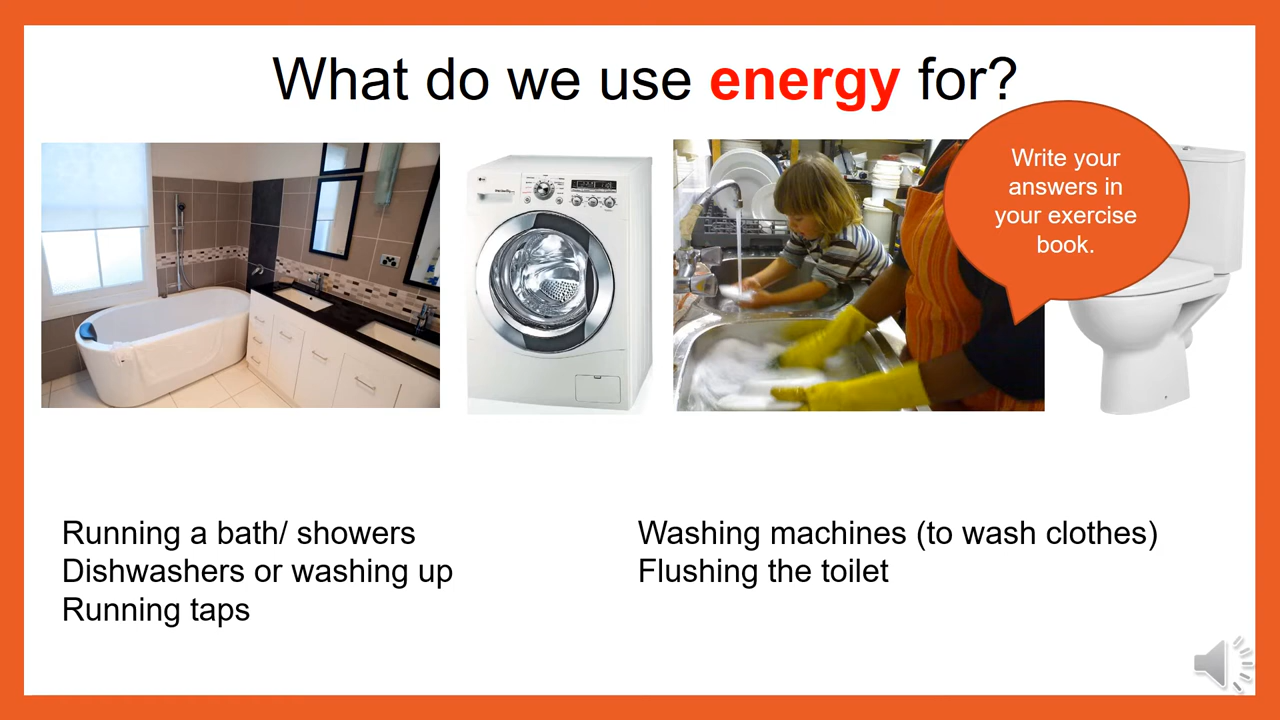 What do we use energy for?
Write your
answers in
your exercise
book.
Running a bath/ showers
Dishwashers or washing up
Running taps
Washing machines (to wash clothes)
Flushing the toilet